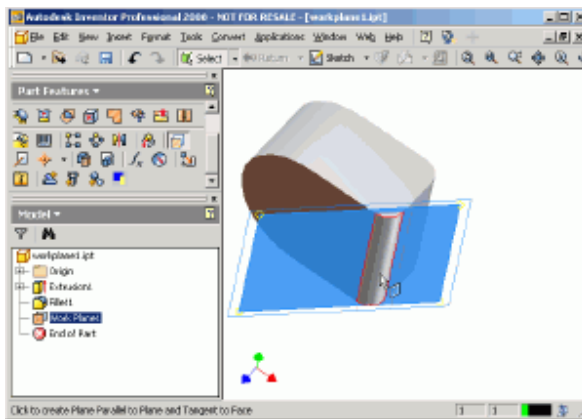 Autodesk Inventor Professional 2008 - NOT FOR RESALE - [workplane1.ipt]
File Edit View Insert Format Tools Convert Applications Window Web Help
Select Return Sketch
Part Features
Model
workplane1.ipt
Origin
Extrusion1
Fillet1
Work Plane1
End of Part
Click to create Plane Parallel to Plane and Tangent to Face
1 1